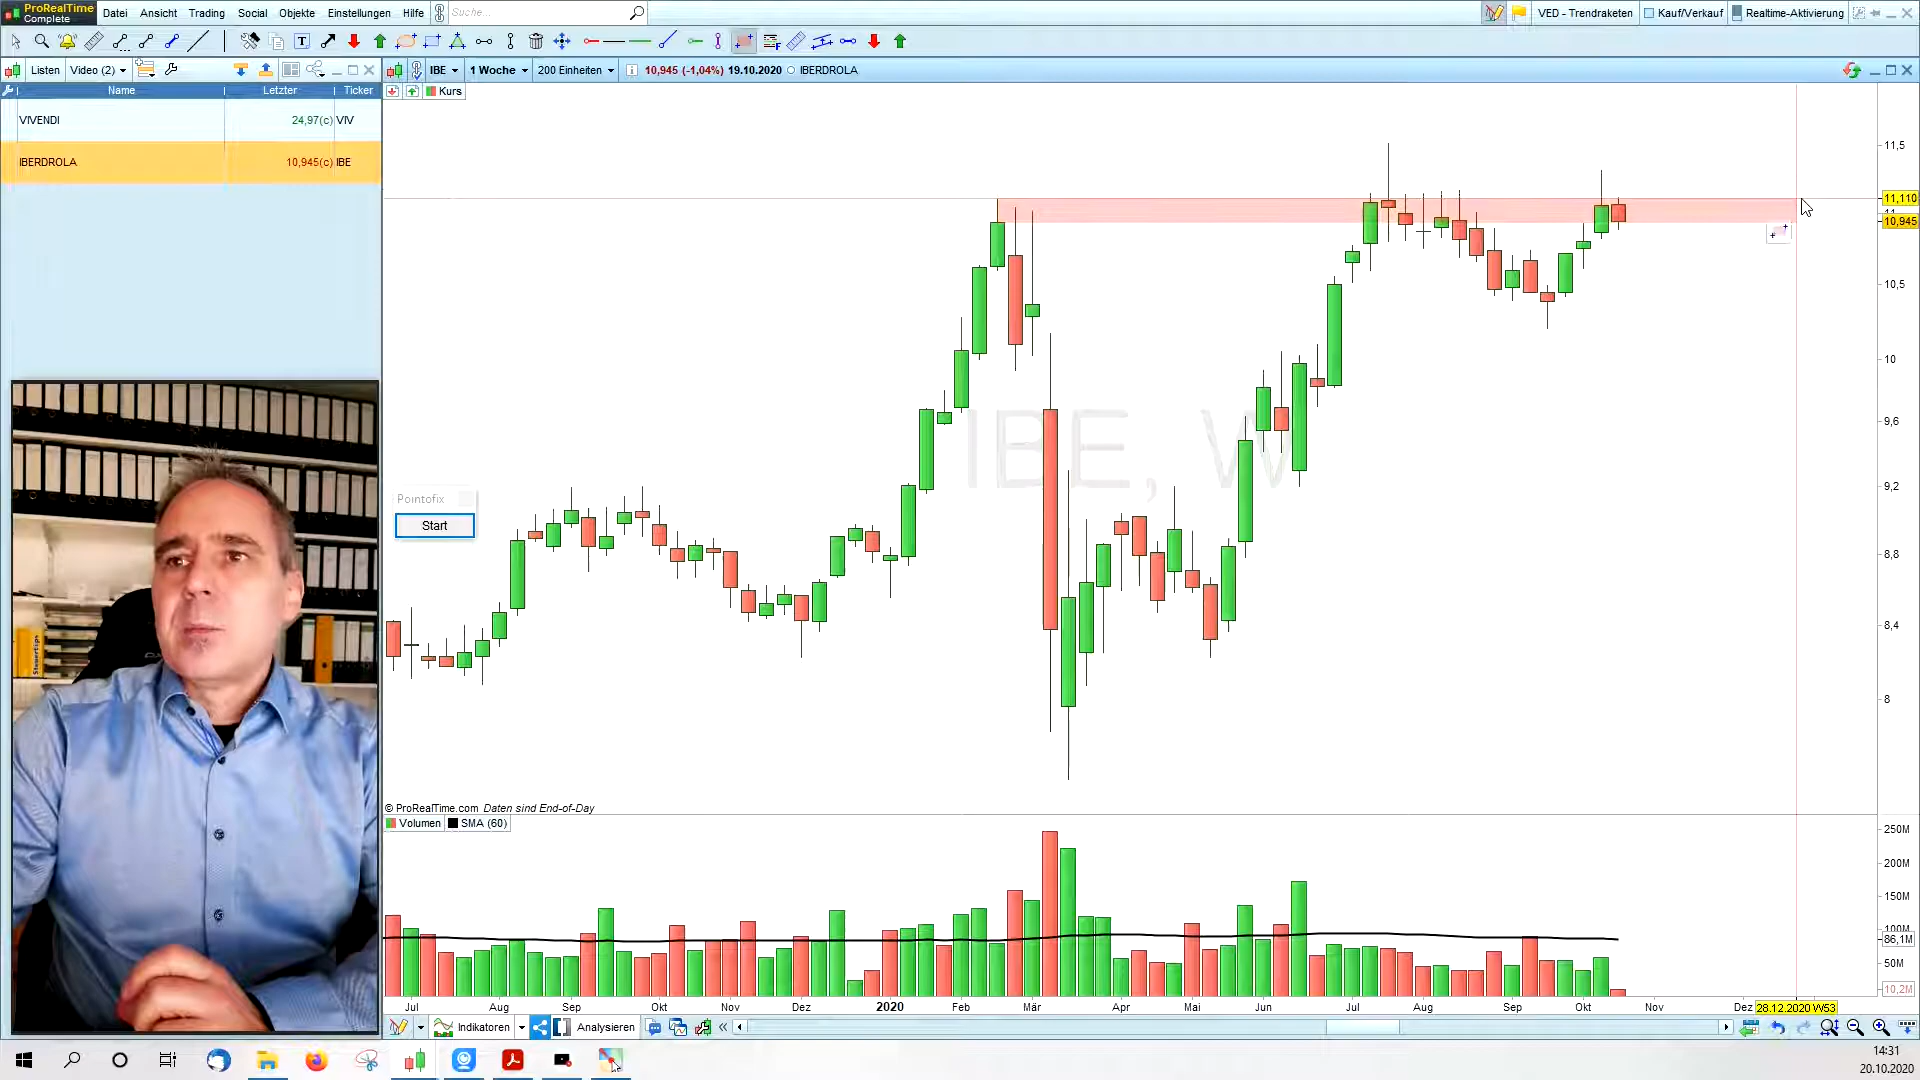 ProRealTime Complete Datei Ansicht Trading Social Objekte Einstellungen Hilfe Suche... VED - Trendraketen Kauf/Verkauf Realtime-Aktivierung
T
Listen Video (2) IBE 1 Woche 200 Einheiten 10,945 (-1,04%) 19.10.2020 IBERDROLA
Name Letzter Ticker Kurs
VIVENDI 24,97(c) VIV
IBERDROLA 10,945(c) IBE
11,5
11,110
11
10,945
10,5
10
9,6
9,2
8,8
8,4
8
IBE, W
Pointofix
Start
© ProRealTime.com Daten sind End-of-Day
Volumen SMA (60)
250M
200M
150M
100M
86,1M
50M
10,2M
Jul Aug Sep Okt Nov Dez 2020 Feb Mär Apr Mai Jun Jul Aug Sep Okt Nov Dez 28.12.2020 W53
Indikatoren Analysieren
14:31
20.10.2020